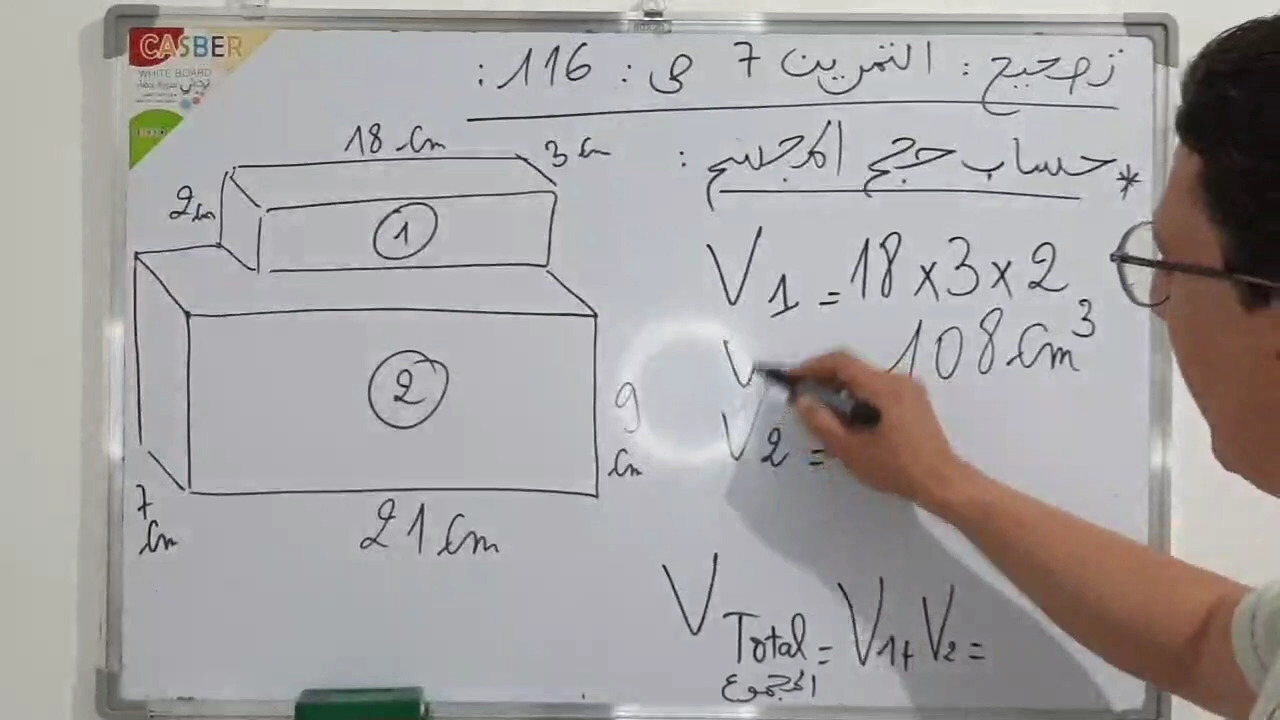 CASBER
WHITE BOARD
تصحيح : التمرين 7 ص : 116 :
* حساب حجم المجسم :
18 cm
3 cm
2 cm
1
V1 = 18 x 3 x 2
108 cm³
V
2
9 cm
V2 =
7 cm
21 cm
V Total = V1 + V2 =
المجموع